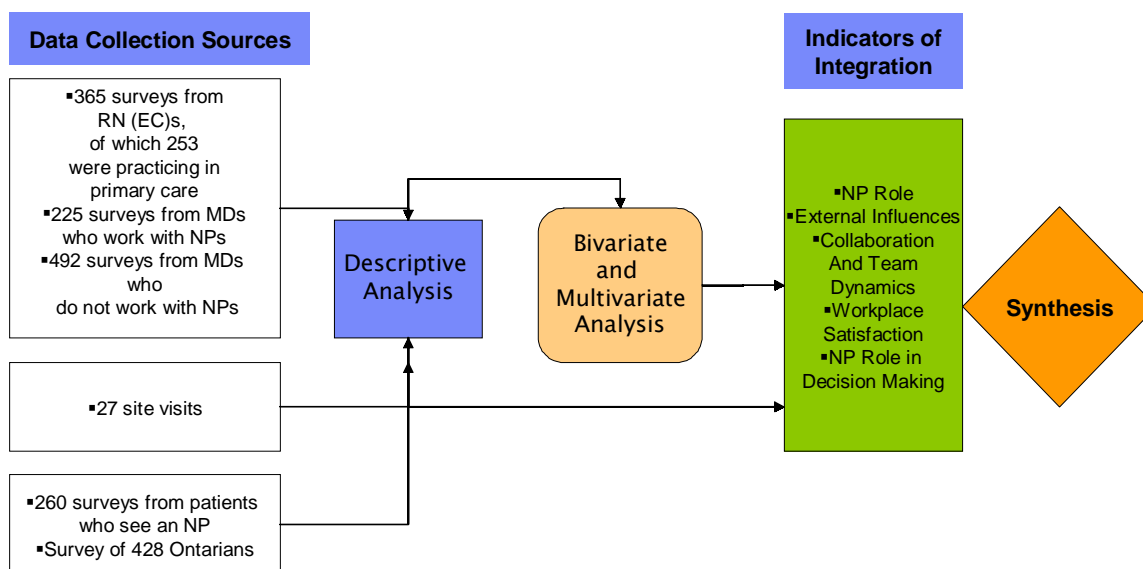 Data Collection Sources
▪365 surveys from
RN (EC)s,
of which 253
were practicing in
primary care
▪225 surveys from MDs
who work with NPs
▪492 surveys from MDs
who
do not work with NPs
▪27 site visits
▪260 surveys from patients
who see an NP
▪Survey of 428 Ontarians
Descriptive
Analysis
Bivariate
and
Multivariate
Analysis
Indicators of
Integration
▪NP Role
▪External Influences
▪Collaboration
And Team
Dynamics
▪Workplace
Satisfaction
▪NP Role in
Decision Making
Synthesis